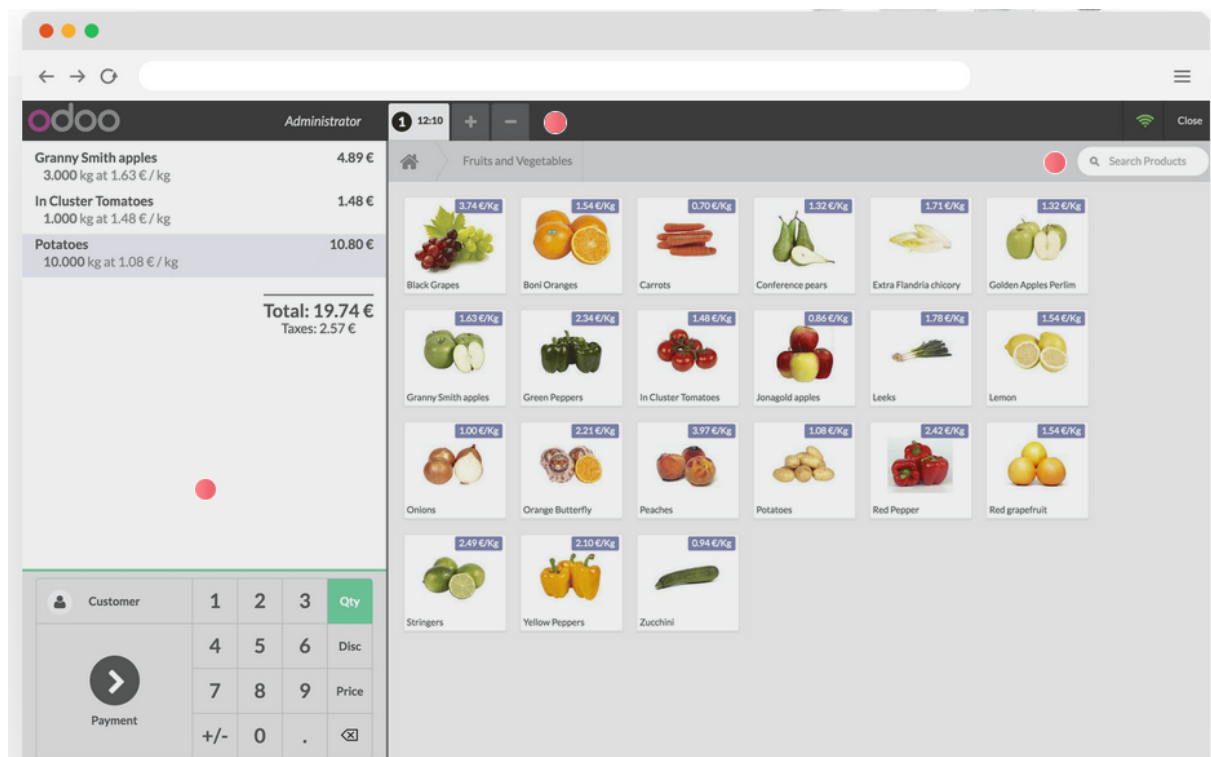 odoo
Administrator
1 12:10 + −
Close
Granny Smith apples 4.89 €
3.000 kg at 1.63 € / kg
In Cluster Tomatoes 1.48 €
1.000 kg at 1.48 € / kg
Potatoes 10.80 €
10.000 kg at 1.08 € / kg
Total: 19.74 €
Taxes: 2.57 €
Customer
1 2 3 Qty
4 5 6 Disc
7 8 9 Price
+/- 0 .
Payment
Fruits and Vegetables
Search Products
3.74 €/Kg
Black Grapes
1.54 €/Kg
Boni Oranges
0.70 €/Kg
Carrots
1.32 €/Kg
Conference pears
1.71 €/Kg
Extra Flandria chicory
1.32 €/Kg
Golden Apples Perlim
1.63 €/Kg
Granny Smith apples
2.34 €/Kg
Green Peppers
1.48 €/Kg
In Cluster Tomatoes
0.86 €/Kg
Jonagold apples
1.78 €/Kg
Leeks
1.54 €/Kg
Lemon
1.00 €/Kg
Onions
2.21 €/Kg
Orange Butterfly
3.97 €/Kg
Peaches
1.08 €/Kg
Potatoes
2.42 €/Kg
Red Pepper
1.54 €/Kg
Red grapefruit
2.49 €/Kg
Stringers
2.10 €/Kg
Yellow Peppers
0.94 €/Kg
Zucchini